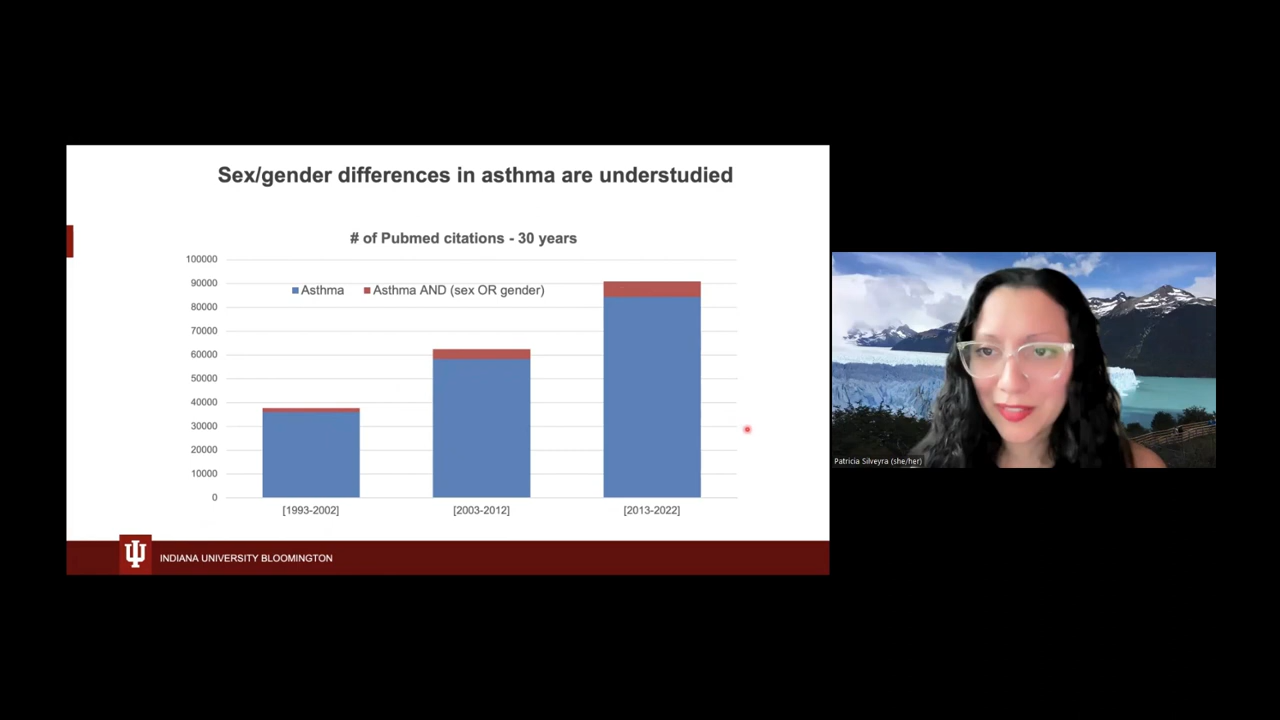 Sex/gender differences in asthma are understudied
# of Pubmed citations - 30 years
100000
90000
80000
70000
60000
50000
40000
30000
20000
10000
0
Asthma
Asthma AND (sex OR gender)
[1993-2002]
[2003-2012]
[2013-2022]
INDIANA UNIVERSITY BLOOMINGTON
Patricia Silveyra (she/her)